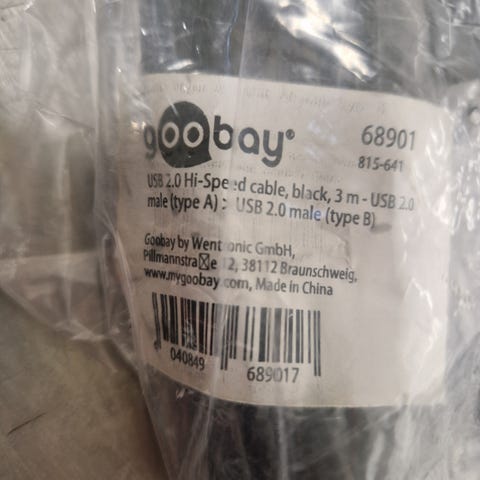 goobay®
68901
815-641
USB 2.0 Hi-Speed cable, black, 3 m - USB 2.0
male (type A) : USB 2.0 male (type B)
Goobay by Wentronic GmbH,
Pillmannstra☒e 12, 38112 Braunschweig,
www.mygoobay.com, Made in China
040849 689017